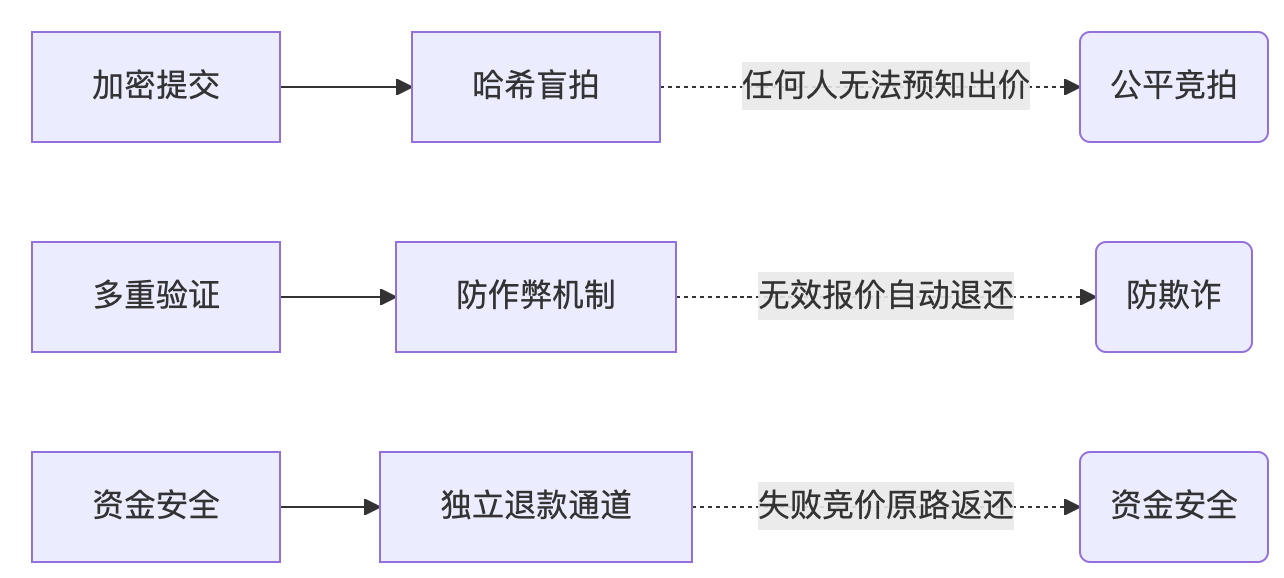 加密提交
哈希盲拍
任何人无法预知出价
公平竞拍
多重验证
防作弊机制
无效报价自动退还
防欺诈
资金安全
独立退款通道
失败竞价原路返还
资金安全